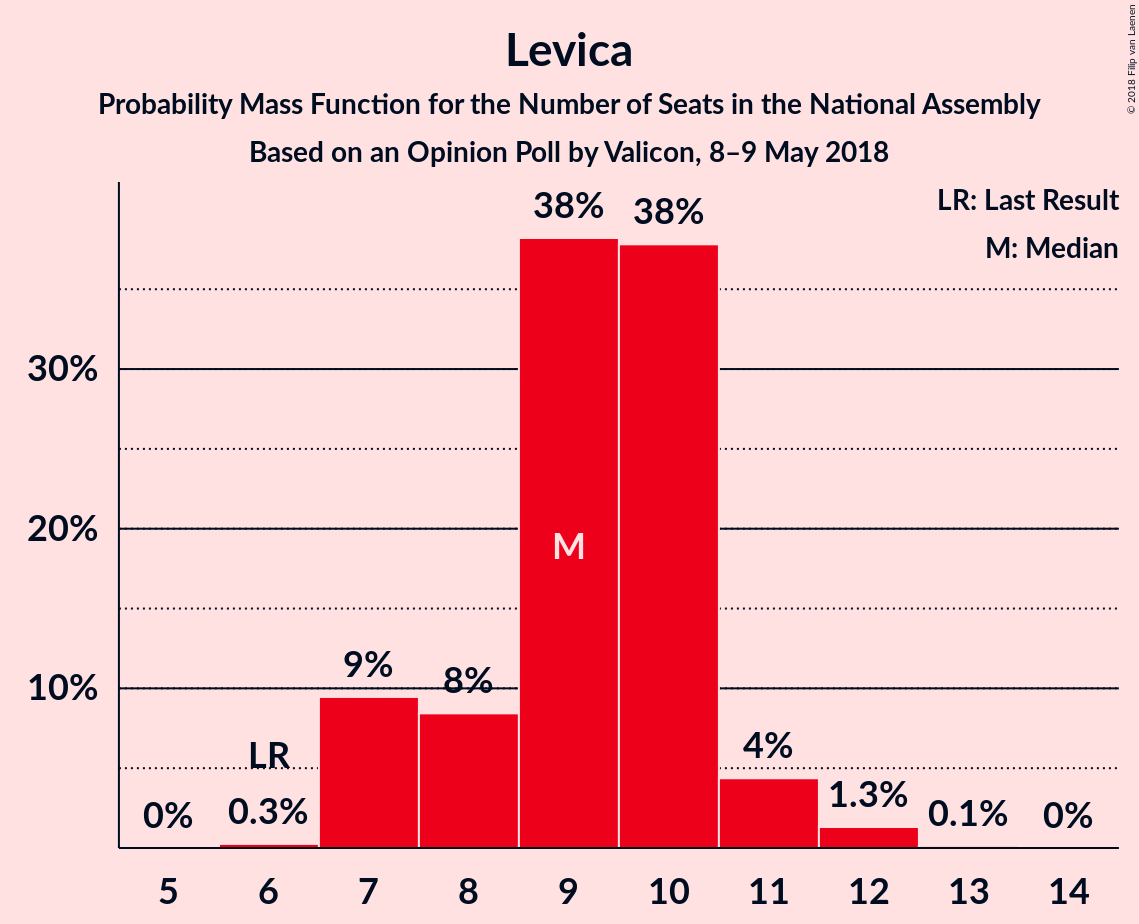 Levica
Probability Mass Function for the Number of Seats in the National Assembly
Based on an Opinion Poll by Valicon, 8–9 May 2018
© 2018 Filip van Laenen
LR: Last Result
M: Median
38%
38%
30%
20%
M
9%
8%
10%
LR
4%
0%
0.3%
1.3%
0.1%
0%
5 6 7 8 9 10 11 12 13 14